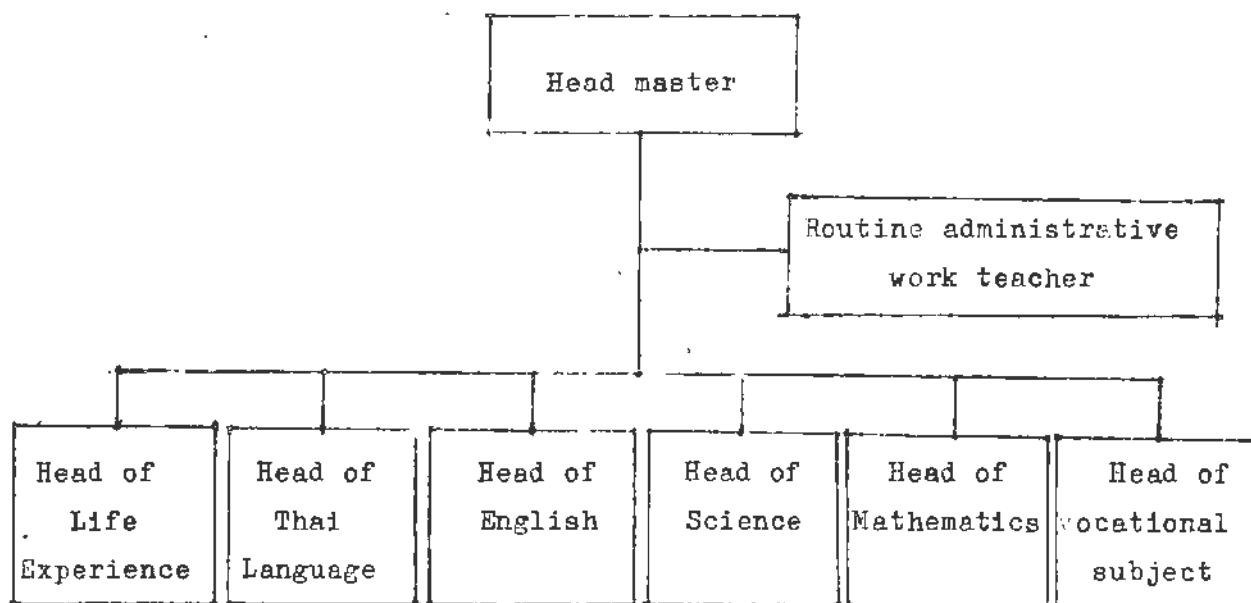 Head master
Routine administrative
work teacher
Head of
Life
Experience
Head of
Thai
Language
Head of
English
Head of
Science
Head of
Mathematics
Head of
vocational
subject